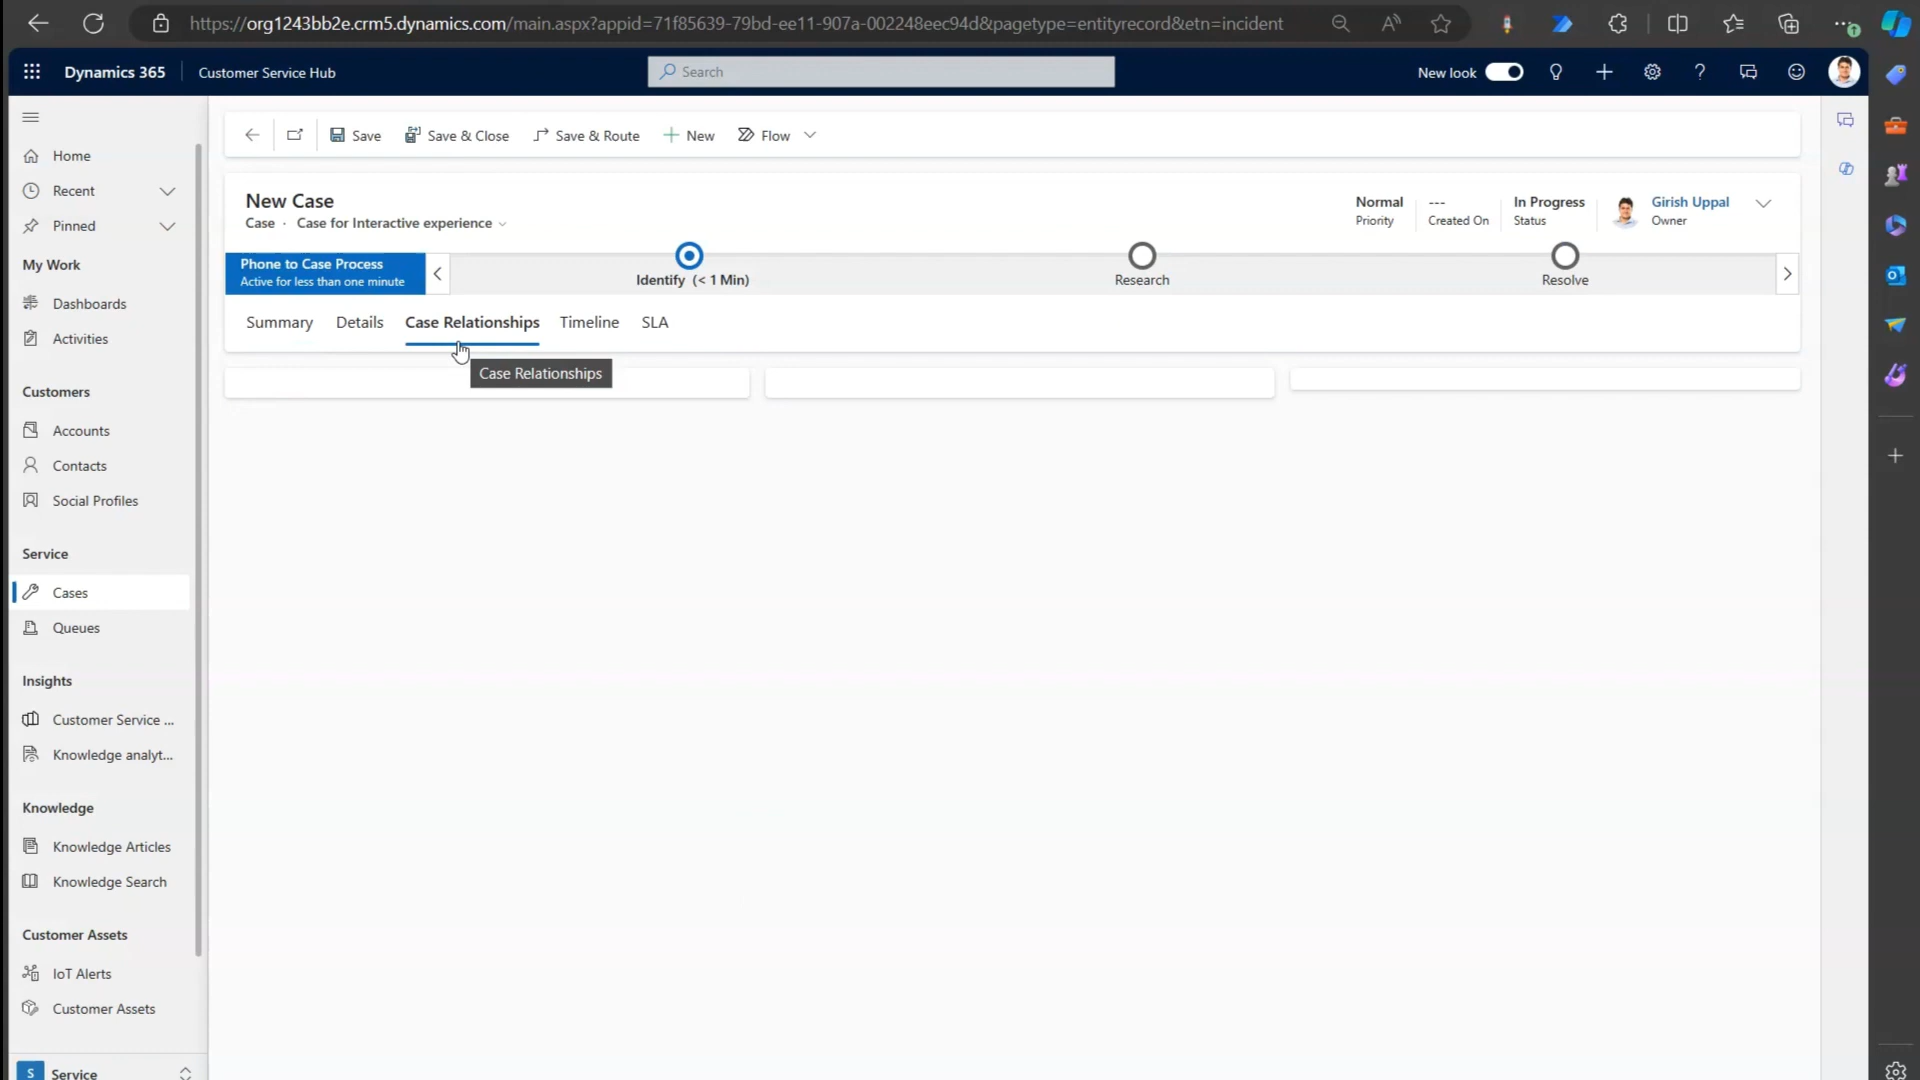 https://org1243bb2e.crm5.dynamics.com/main.aspx?appid=71f85639-79bd-ee11-907a-002248eec94d&pagetype=entityrecord&etn=incident
Dynamics 365
Customer Service Hub
Search
New look
Save
Save & Close
Save & Route
New
Flow
Home
Recent
Pinned
My Work
Dashboards
Activities
Customers
Accounts
Contacts
Social Profiles
Service
Cases
Queues
Insights
Customer Service ...
Knowledge analyt...
Knowledge
Knowledge Articles
Knowledge Search
Customer Assets
IoT Alerts
Customer Assets
S Service
New Case
Case · Case for Interactive experience
Normal
Priority
---
Created On
In Progress
Status
Girish Uppal
Owner
Phone to Case Process
Active for less than one minute
Identify (< 1 Min)
Research
Resolve
Summary Details Case Relationships Timeline SLA
Case Relationships